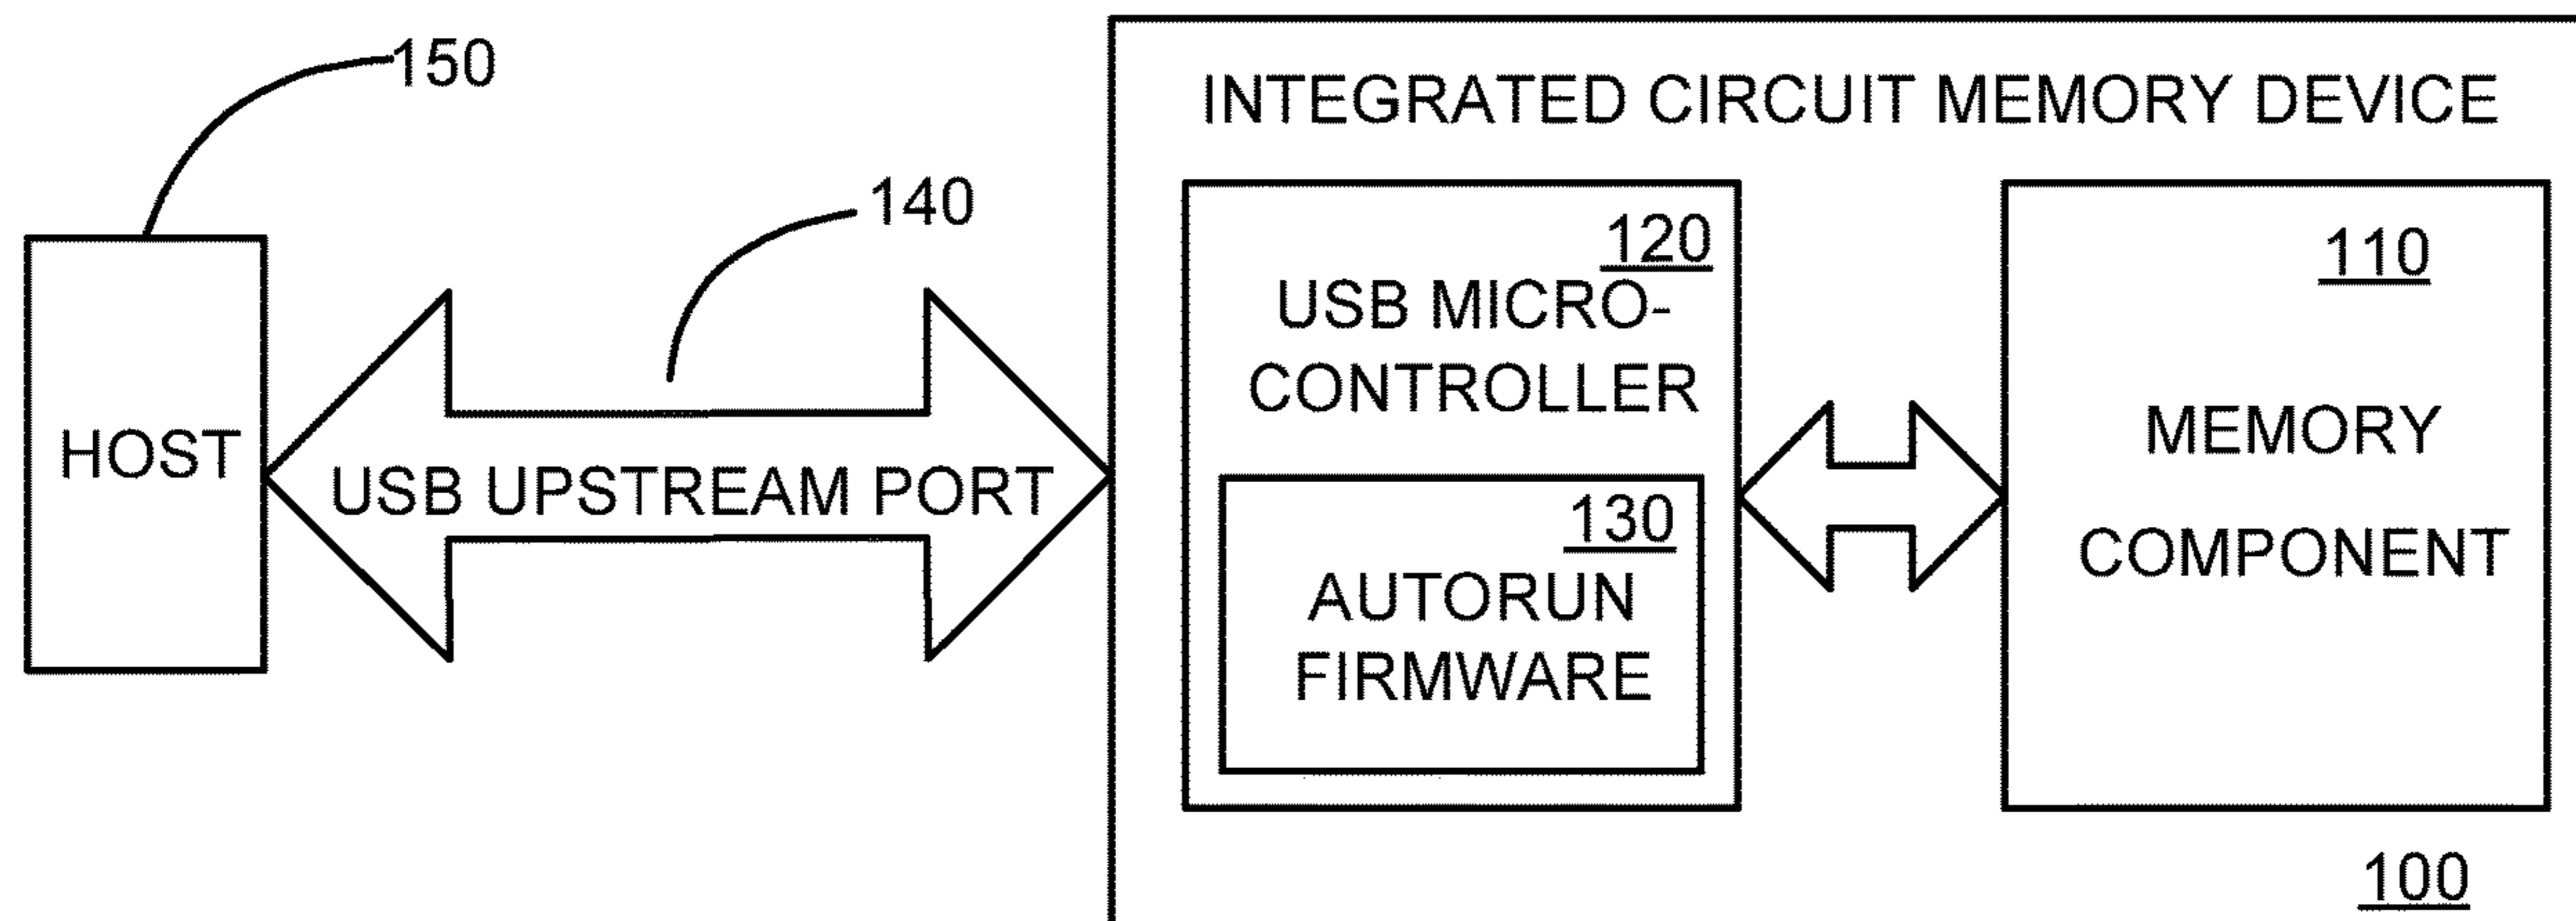 150
INTEGRATED CIRCUIT MEMORY DEVICE
140
120
110
USB MICRO-
CONTROLLER
HOST
USB UPSTREAM PORT
MEMORY
COMPONENT
130
AUTORUN
FIRMWARE
100